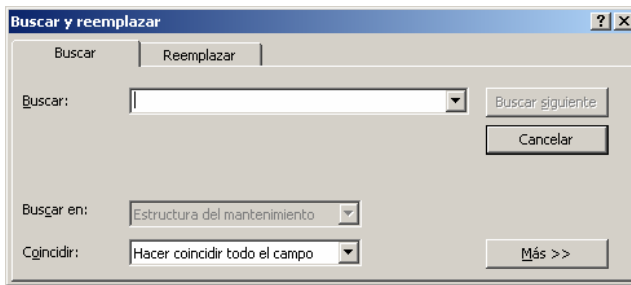 Buscar y reemplazar
Buscar Reemplazar
Buscar: Buscar siguiente
Cancelar
Buscar en: Estructura del mantenimiento
Coincidir: Hacer coincidir todo el campo Más >>